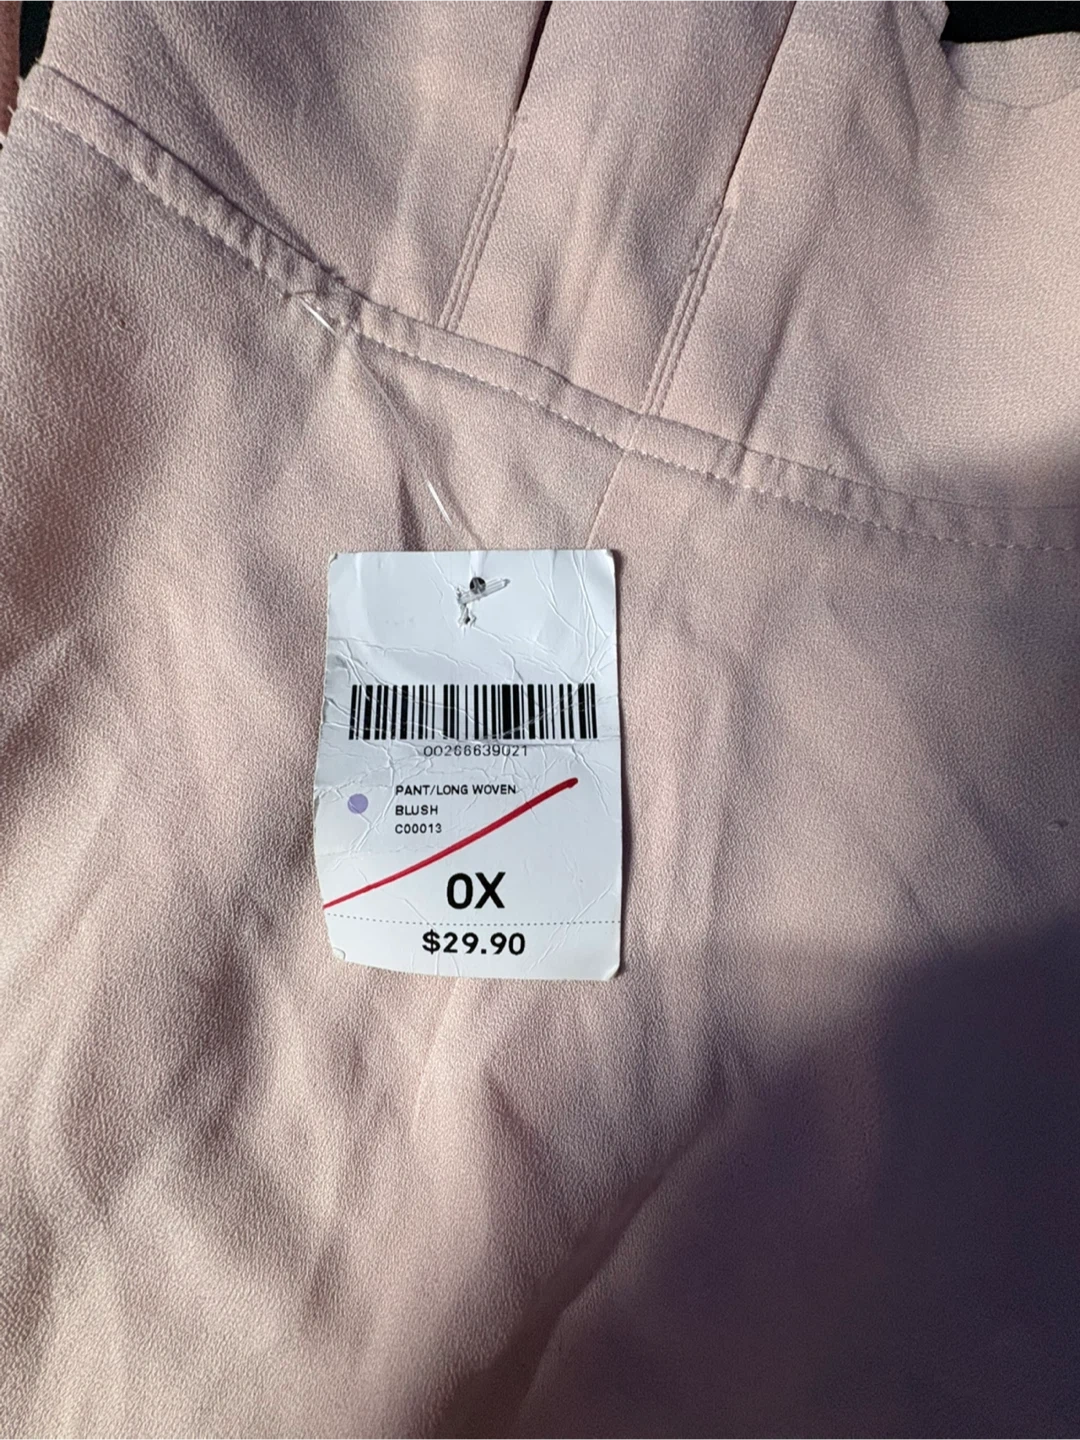 00266639021
PANT/LONG WOVEN
BLUSH
C00013
0X
$29.90